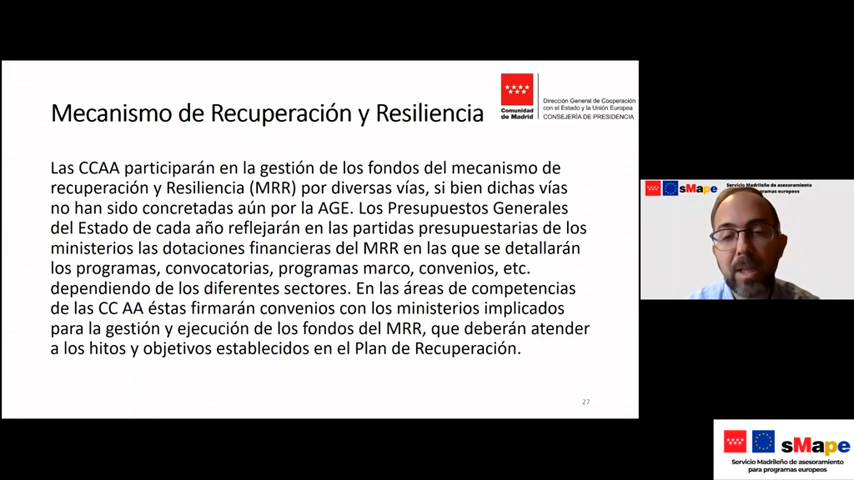 Mecanismo de Recuperación y Resiliencia
Comunidad
de Madrid
Dirección General de Cooperación
con el Estado y la Unión Europea
CONSEJERÍA DE PRESIDENCIA
Las CCAA participarán en la gestión de los fondos del mecanismo de
recuperación y Resiliencia (MRR) por diversas vías, si bien dichas vías
no han sido concretadas aún por la AGE. Los Presupuestos Generales
del Estado de cada año reflejarán en las partidas presupuestarias de los
ministerios las dotaciones financieras del MRR en las que se detallarán
los programas, convocatorias, programas marco, convenios, etc.
dependiendo de los diferentes sectores. En las áreas de competencias
de las CC AA éstas firmarán convenios con los ministerios implicados
para la gestión y ejecución de los fondos del MRR, que deberán atender
a los hitos y objetivos establecidos en el Plan de Recuperación.
27
sMape
Servicio Madrileño de asesoramiento
programas europeos
sMape
Servicio Madrileño de asesoramiento
para programas europeos